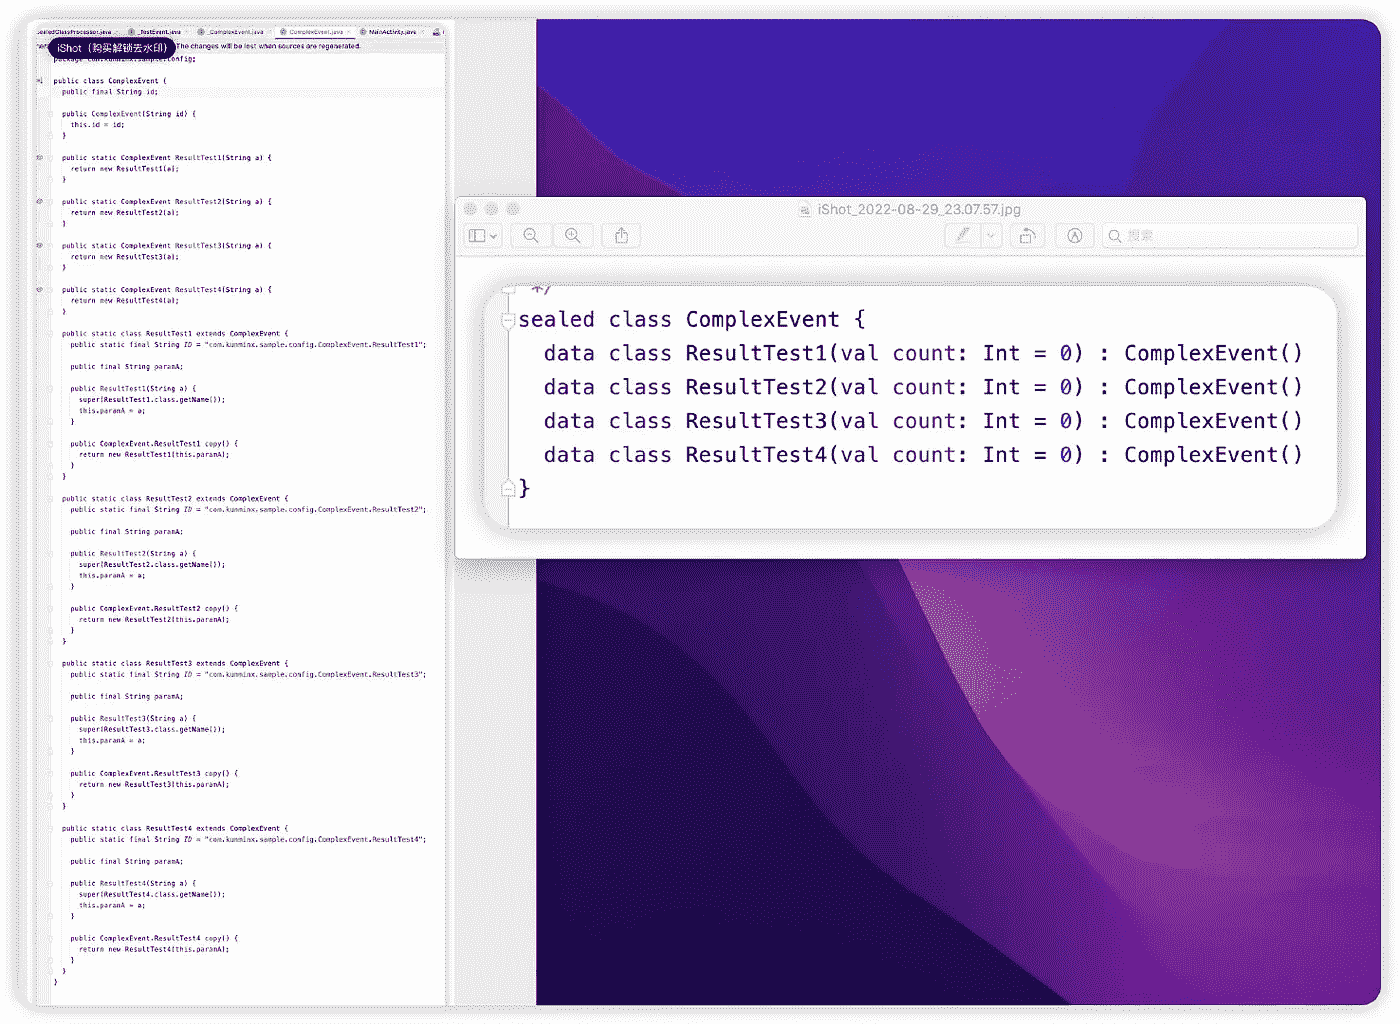 SealedClassProcessor.java _TestEvent.java _ComplexEvent.java ComplexEvent.java MainActivity.java
iShot（购买解锁去水印） The changes will be lost when sources are regenerated.
package com.kunminx.sample.config;
public class ComplexEvent {
public final String id;
public ComplexEvent(String id) {
this.id = id;
}
public static ComplexEvent ResultTest1(String a) {
return new ResultTest1(a);
}
public static ComplexEvent ResultTest2(String a) {
return new ResultTest2(a);
}
public static ComplexEvent ResultTest3(String a) {
return new ResultTest3(a);
}
public static ComplexEvent ResultTest4(String a) {
return new ResultTest4(a);
}
public static class ResultTest1 extends ComplexEvent {
public static final String ID = "com.kunminx.sample.config.ComplexEvent.ResultTest1";
public final String paramA;
public ResultTest1(String a) {
super(ResultTest1.class.getName());
this.paramA = a;
}
public ComplexEvent.ResultTest1 copy() {
return new ResultTest1(this.paramA);
}
}
public static class ResultTest2 extends ComplexEvent {
public static final String ID = "com.kunminx.sample.config.ComplexEvent.ResultTest2";
public final String paramA;
public ResultTest2(String a) {
super(ResultTest2.class.getName());
this.paramA = a;
}
public ComplexEvent.ResultTest2 copy() {
return new ResultTest2(this.paramA);
}
}
public static class ResultTest3 extends ComplexEvent {
public static final String ID = "com.kunminx.sample.config.ComplexEvent.ResultTest3";
public final String paramA;
public ResultTest3(String a) {
super(ResultTest3.class.getName());
this.paramA = a;
}
public ComplexEvent.ResultTest3 copy() {
return new ResultTest3(this.paramA);
}
}
public static class ResultTest4 extends ComplexEvent {
public static final String ID = "com.kunminx.sample.config.ComplexEvent.ResultTest4";
public final String paramA;
public ResultTest4(String a) {
super(ResultTest4.class.getName());
this.paramA = a;
}
public ComplexEvent.ResultTest4 copy() {
return new ResultTest4(this.paramA);
}
}
}
iShot_2022-08-29_23.07.57.jpg
搜索
*/
sealed class ComplexEvent {
data class ResultTest1(val count: Int = 0) : ComplexEvent()
data class ResultTest2(val count: Int = 0) : ComplexEvent()
data class ResultTest3(val count: Int = 0) : ComplexEvent()
data class ResultTest4(val count: Int = 0) : ComplexEvent()
}